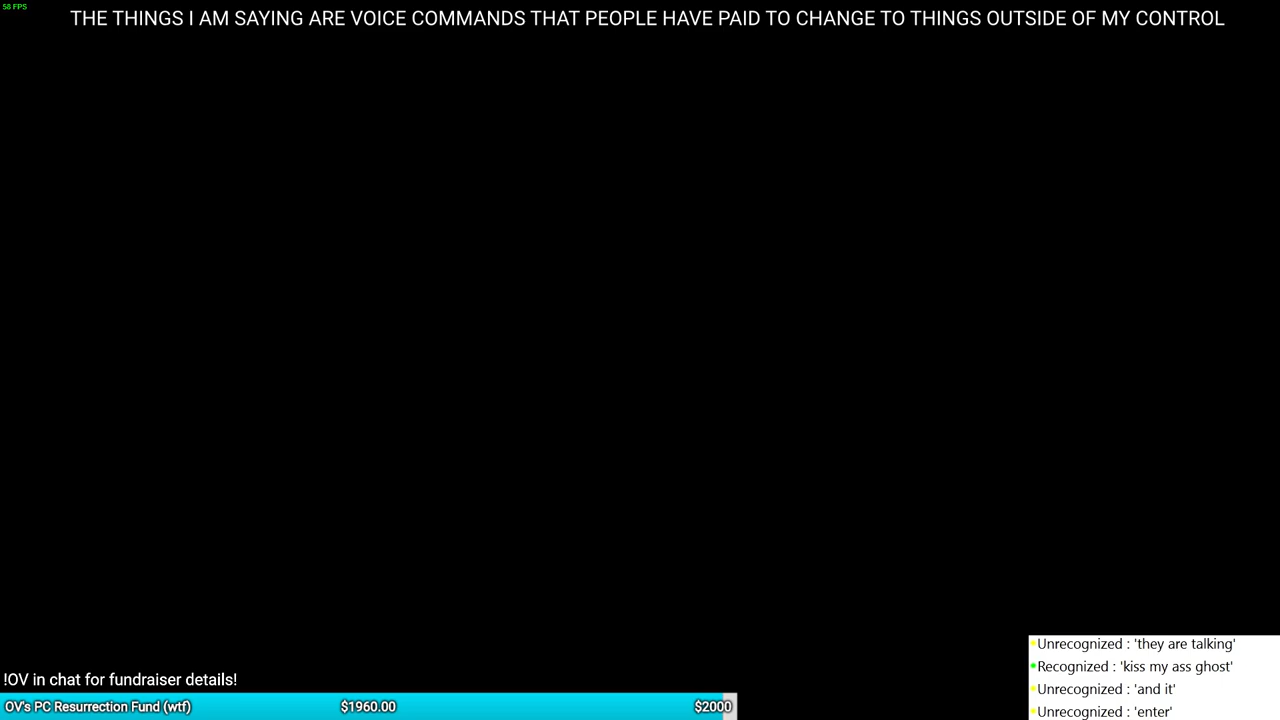 58 FPS
THE THINGS I AM SAYING ARE VOICE COMMANDS THAT PEOPLE HAVE PAID TO CHANGE TO THINGS OUTSIDE OF MY CONTROL
Unrecognized : 'they are talking'
Recognized : 'kiss my ass ghost'
Unrecognized : 'and it'
Unrecognized : 'enter'
!OV in chat for fundraiser details!
OV's PC Resurrection Fund (wtf) $1960.00 $2000